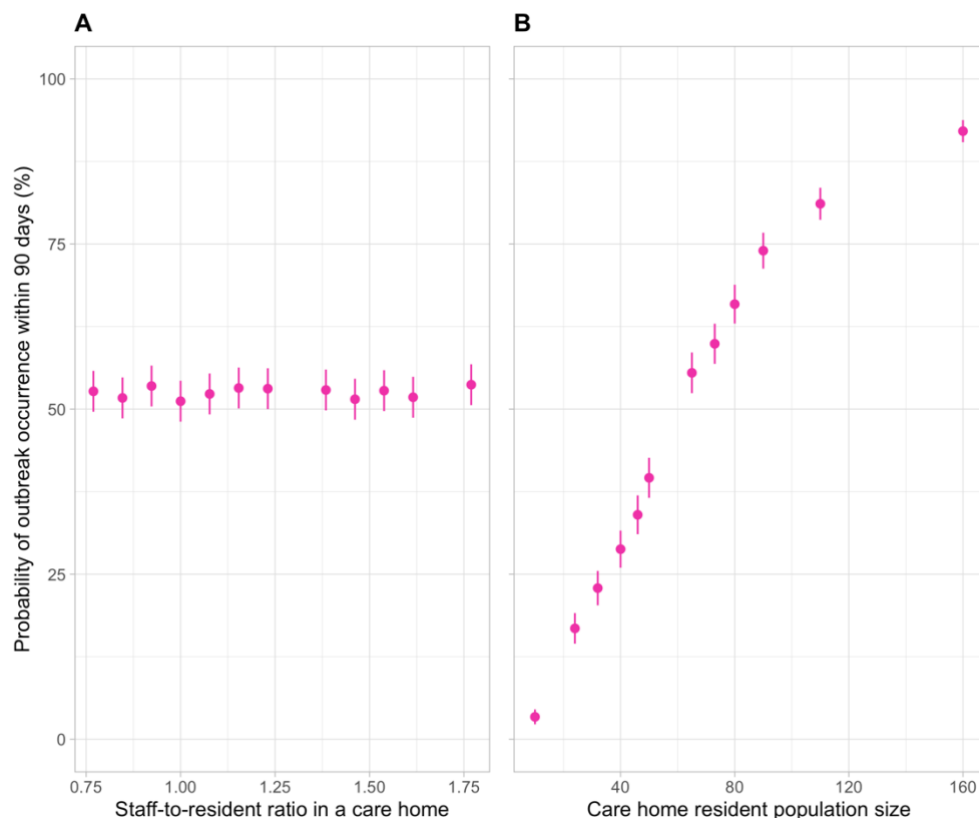 A
B
Probability of outbreak occurrence within 90 days (%)
100
75
50
25
0
0.75 1.00 1.25 1.50 1.75
Staff-to-resident ratio in a care home
40 80 120 160
Care home resident population size